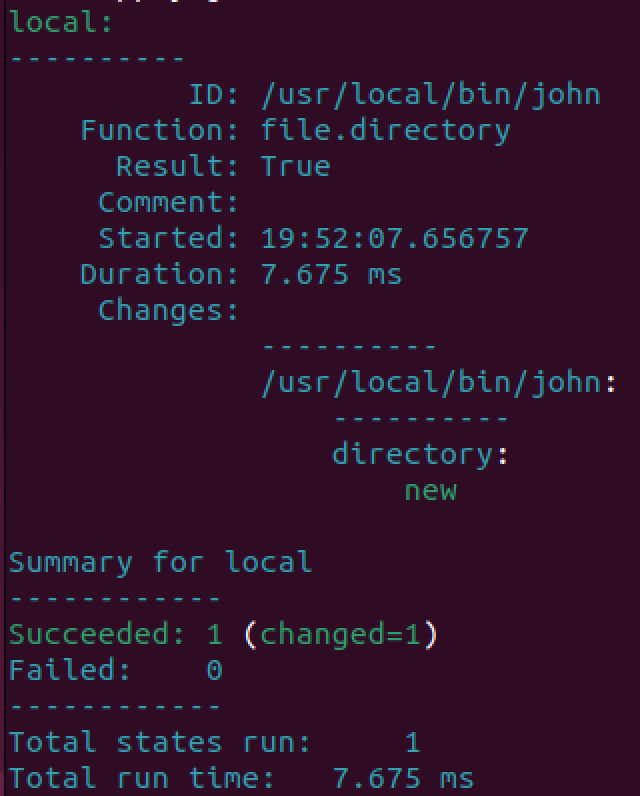 local:
----------
          ID: /usr/local/bin/john
    Function: file.directory
      Result: True
     Comment:
     Started: 19:52:07.656757
    Duration: 7.675 ms
     Changes:
              ----------
              /usr/local/bin/john:
                  ----------
                  directory:
                      new

Summary for local
------------
Succeeded: 1 (changed=1)
Failed:    0
------------
Total states run:     1
Total run time:   7.675 ms